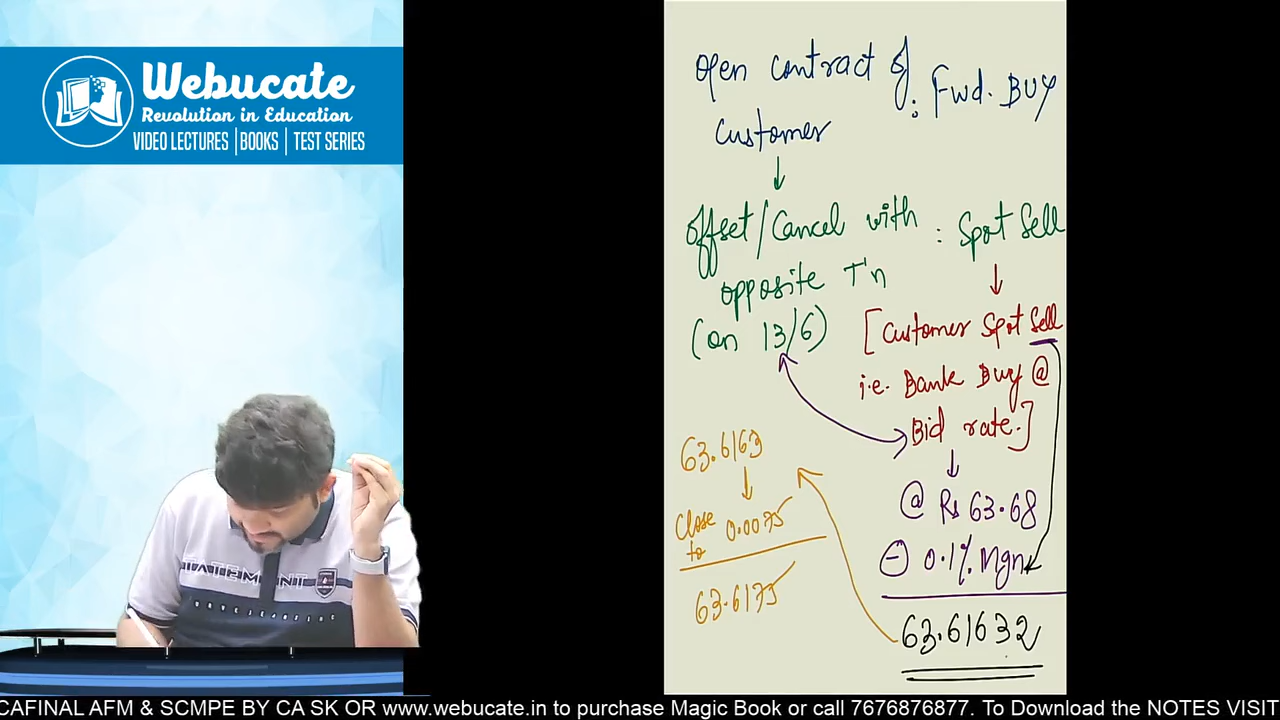 Webucate
Revolution in Education
VIDEO LECTURES | BOOKS | TEST SERIES
Open contract of : Fwd. BUY
Customer
↓
Offset/Cancel with : Spot Sell
opposite T'n
(on 13/6)
↓
[Customer Spot Sell
i.e. Bank Buy @
Bid rate.]
↓
@ Rs 63.68
⊖ 0.1% Mgn
63.61632
63.6163
↓
Close to 0.0075
63.6175
STATEMENT
CAFINAL AFM & SCMPE BY CA SK OR www.webucate.in to purchase Magic Book or call 7676876877. To Download the NOTES VISIT